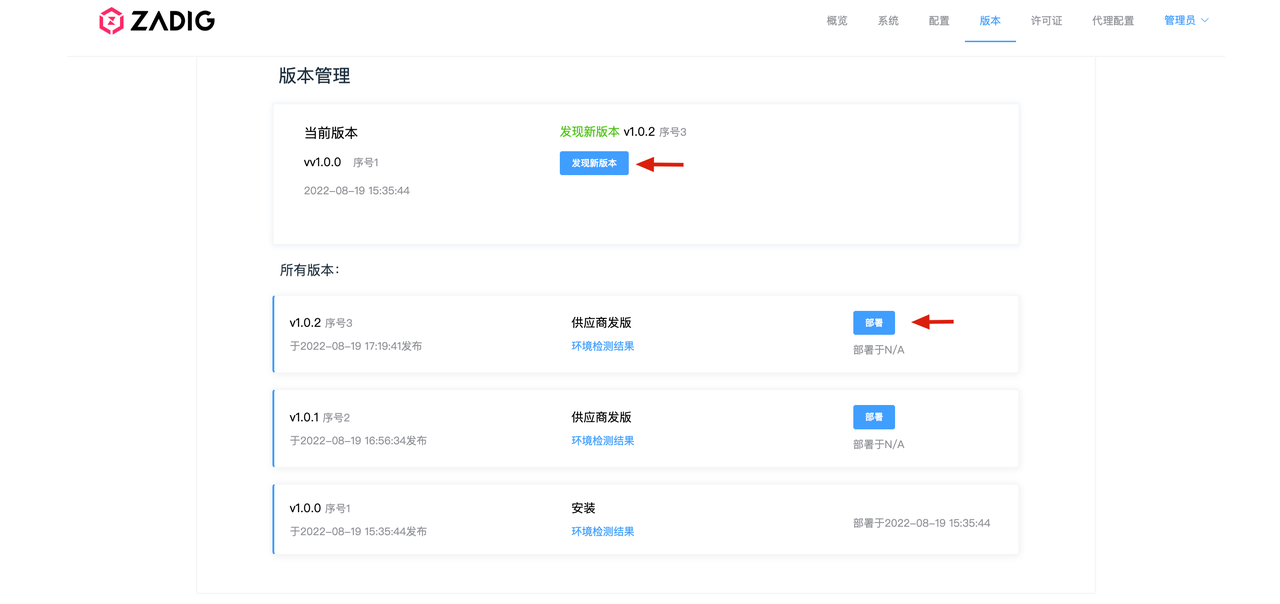 ZADIG
概览 系统 配置 版本 许可证 代理配置 管理员
版本管理
当前版本
vv1.0.0 序号1
2022-08-19 15:35:44
发现新版本 v1.0.2 序号3
发现新版本
所有版本:
v1.0.2 序号3
于2022-08-19 17:19:41发布
供应商发版
环境检测结果
部署
部署于N/A
v1.0.1 序号2
于2022-08-19 16:56:34发布
供应商发版
环境检测结果
部署
部署于N/A
v1.0.0 序号1
于2022-08-19 15:35:44发布
安装
环境检测结果
部署于2022-08-19 15:35:44